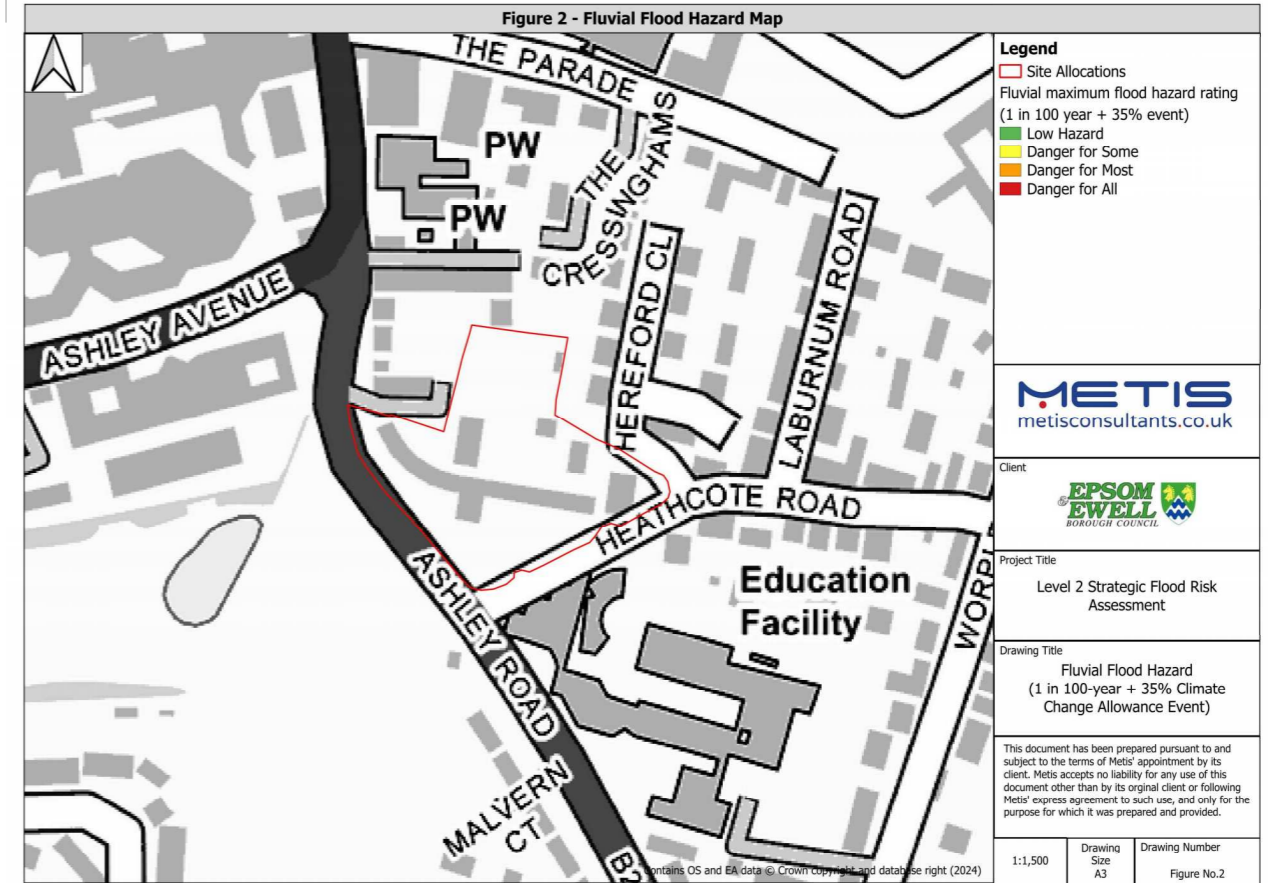 Figure 2 - Fluvial Flood Hazard Map
THE PARADE
PW
PW
THE
CRESSINGHAMS
HEREFORD CL
LABURNUM ROAD
ASHLEY AVENUE
HEATHCOTE ROAD
Education
Facility
ASHLEY ROAD
MALVERN
CT
WORPL
B2
ontains OS and EA data © Crown copyright and database right (2024)
Legend
Site Allocations
Fluvial maximum flood hazard rating
(1 in 100 year + 35% event)
Low Hazard
Danger for Some
Danger for Most
Danger for All
METIS
metisconsultants.co.uk
Client
EPSOM
& EWELL
BOROUGH COUNCIL
Project Title
Level 2 Strategic Flood Risk
Assessment
Drawing Title
Fluvial Flood Hazard
(1 in 100-year + 35% Climate
Change Allowance Event)
This document has been prepared pursuant to and
subject to the terms of Metis' appointment by its
client. Metis accepts no liability for any use of this
document other than by its orginal client or following
Metis' express agreement to such use, and only for the
purpose for which it was prepared and provided.
1:1,500
Drawing
Size
A3
Drawing Number
Figure No.2